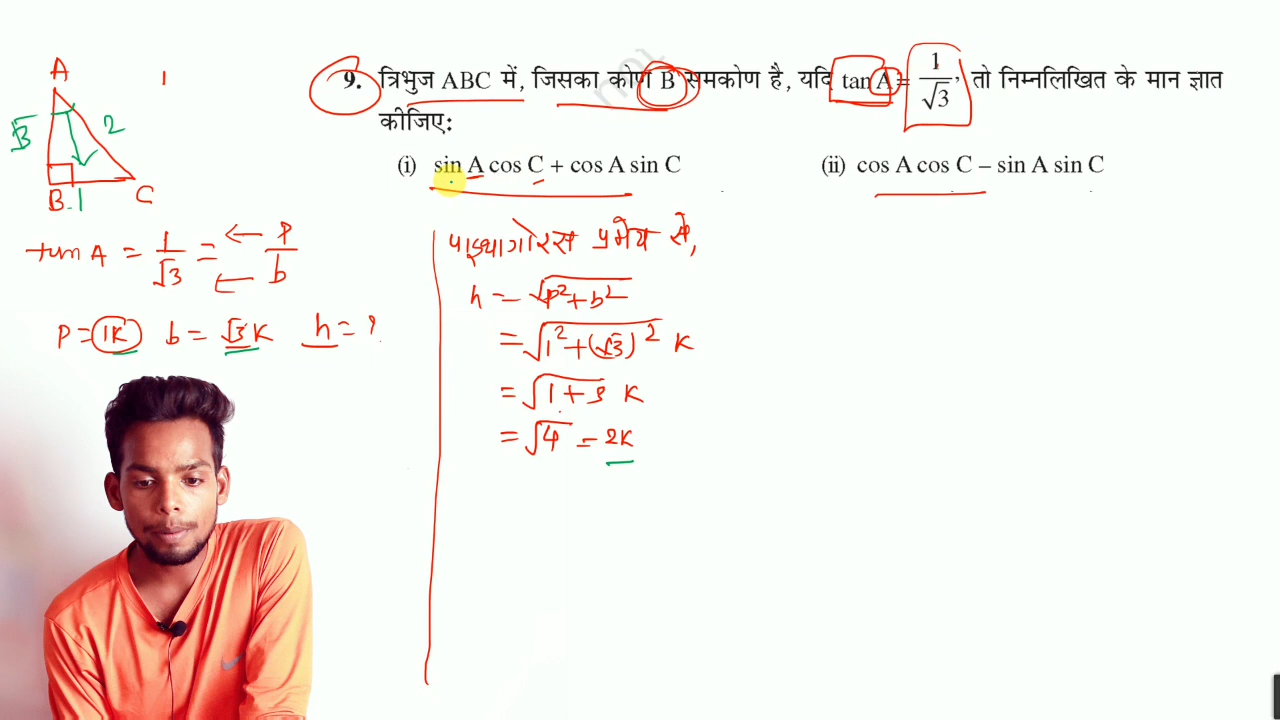 9. त्रिभुज ABC में, जिसका कोण B समकोण है, यदि tan A = 1/√3, तो निम्नलिखित के मान ज्ञात
कीजिए:
(i) sin A cos C + cos A sin C (ii) cos A cos C – sin A sin C
A 1
√3 2
B 1 C
tan A = 1/√3 = P/b
P = 1K b = √3 K h = ?
पाइथागोरस प्रमेय से,
h = √P²+b²
= √1²+(√3)² K
= √1+3 K
= √4 = 2K